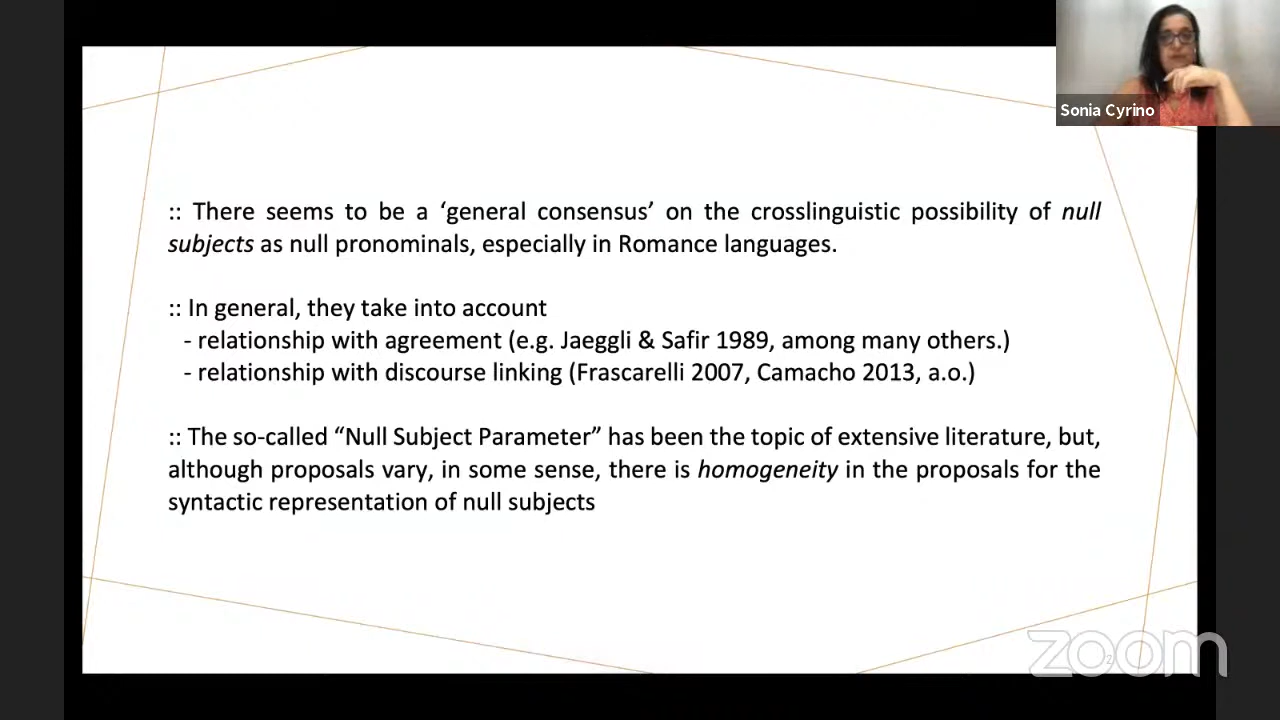 Sonia Cyrino
:: There seems to be a ‘general consensus’ on the crosslinguistic possibility of null
subjects as null pronominals, especially in Romance languages.
:: In general, they take into account
- relationship with agreement (e.g. Jaeggli & Safir 1989, among many others.)
- relationship with discourse linking (Frascarelli 2007, Camacho 2013, a.o.)
:: The so-called “Null Subject Parameter” has been the topic of extensive literature, but,
although proposals vary, in some sense, there is homogeneity in the proposals for the
syntactic representation of null subjects
zoom
2